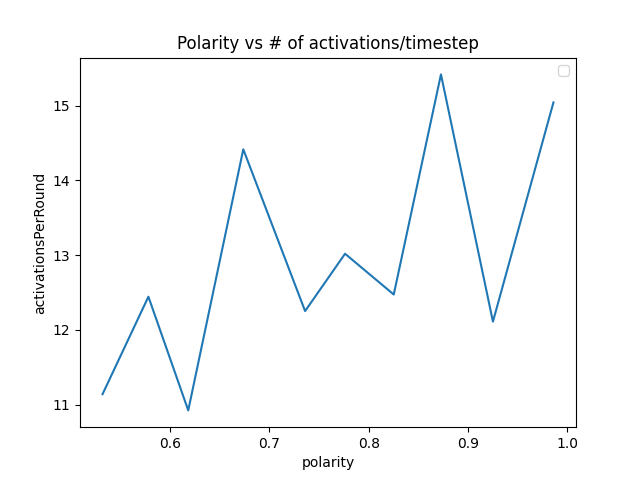 Polarity vs # of activations/timestep
15
14
13
12
11
activationsPerRound
0.6 0.7 0.8 0.9 1.0
polarity